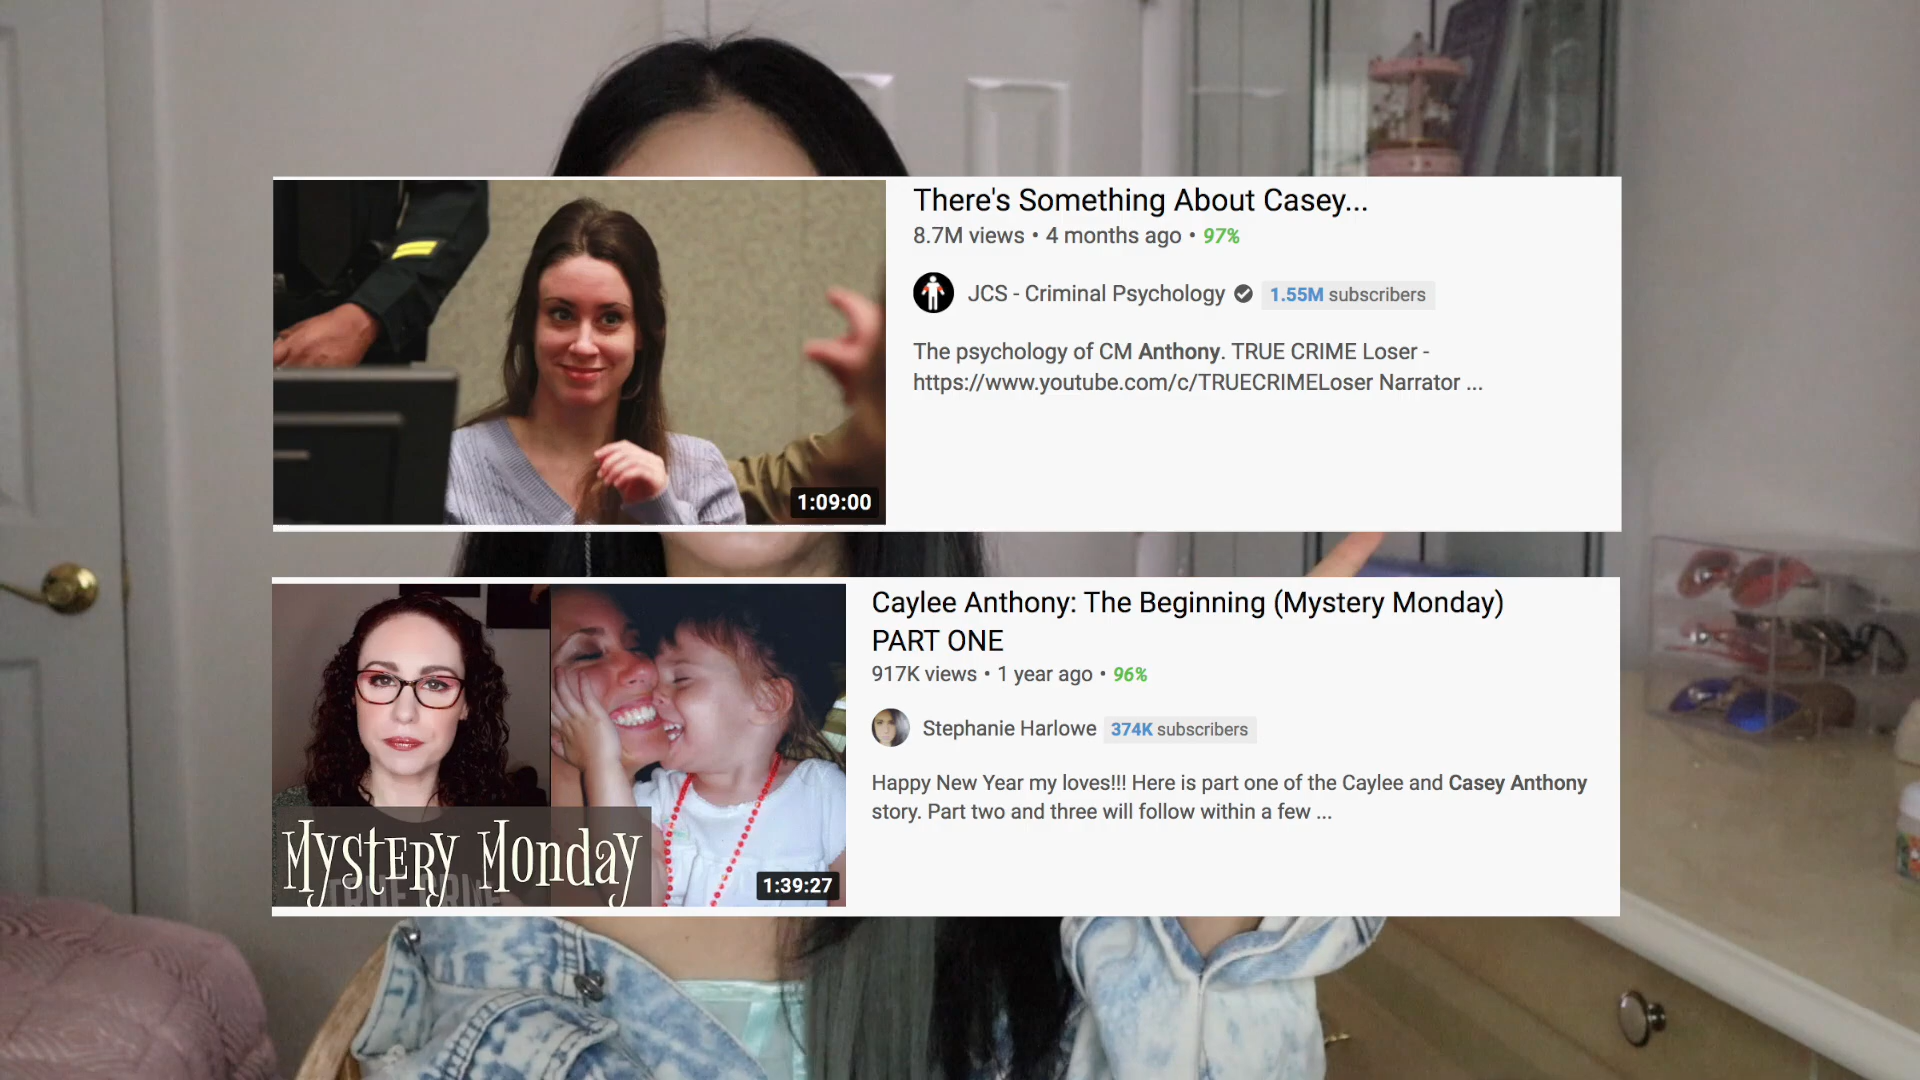 There's Something About Casey...
8.7M views • 4 months ago • 97%
JCS - Criminal Psychology 1.55M subscribers
The psychology of CM Anthony. TRUE CRIME Loser -
https://www.youtube.com/c/TRUECRIMELoser Narrator ...
1:09:00
Caylee Anthony: The Beginning (Mystery Monday)
PART ONE
917K views • 1 year ago • 96%
Stephanie Harlowe 374K subscribers
Happy New Year my loves!!! Here is part one of the Caylee and Casey Anthony
story. Part two and three will follow within a few ...
Mystery Monday
TRUE CRIME
1:39:27